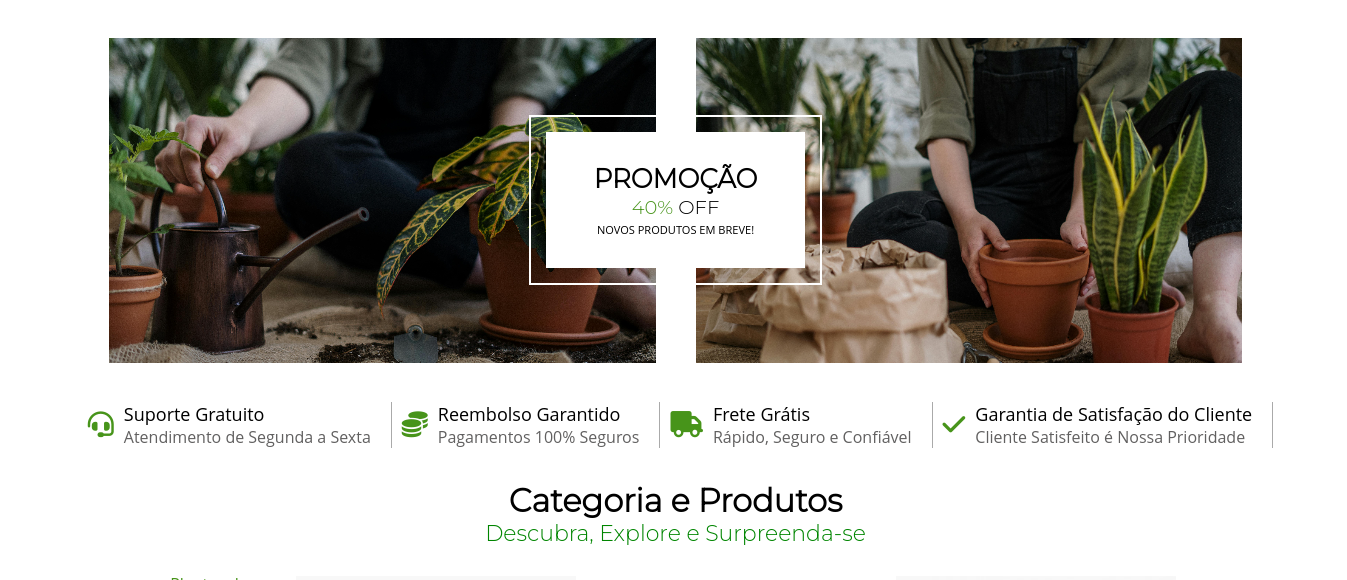 PROMOÇÃO
40% OFF
NOVOS PRODUTOS EM BREVE!
Suporte Gratuito
Atendimento de Segunda a Sexta
Reembolso Garantido
Pagamentos 100% Seguros
Frete Grátis
Rápido, Seguro e Confiável
Garantia de Satisfação do Cliente
Cliente Satisfeito é Nossa Prioridade
Categoria e Produtos
Descubra, Explore e Surpreenda-se